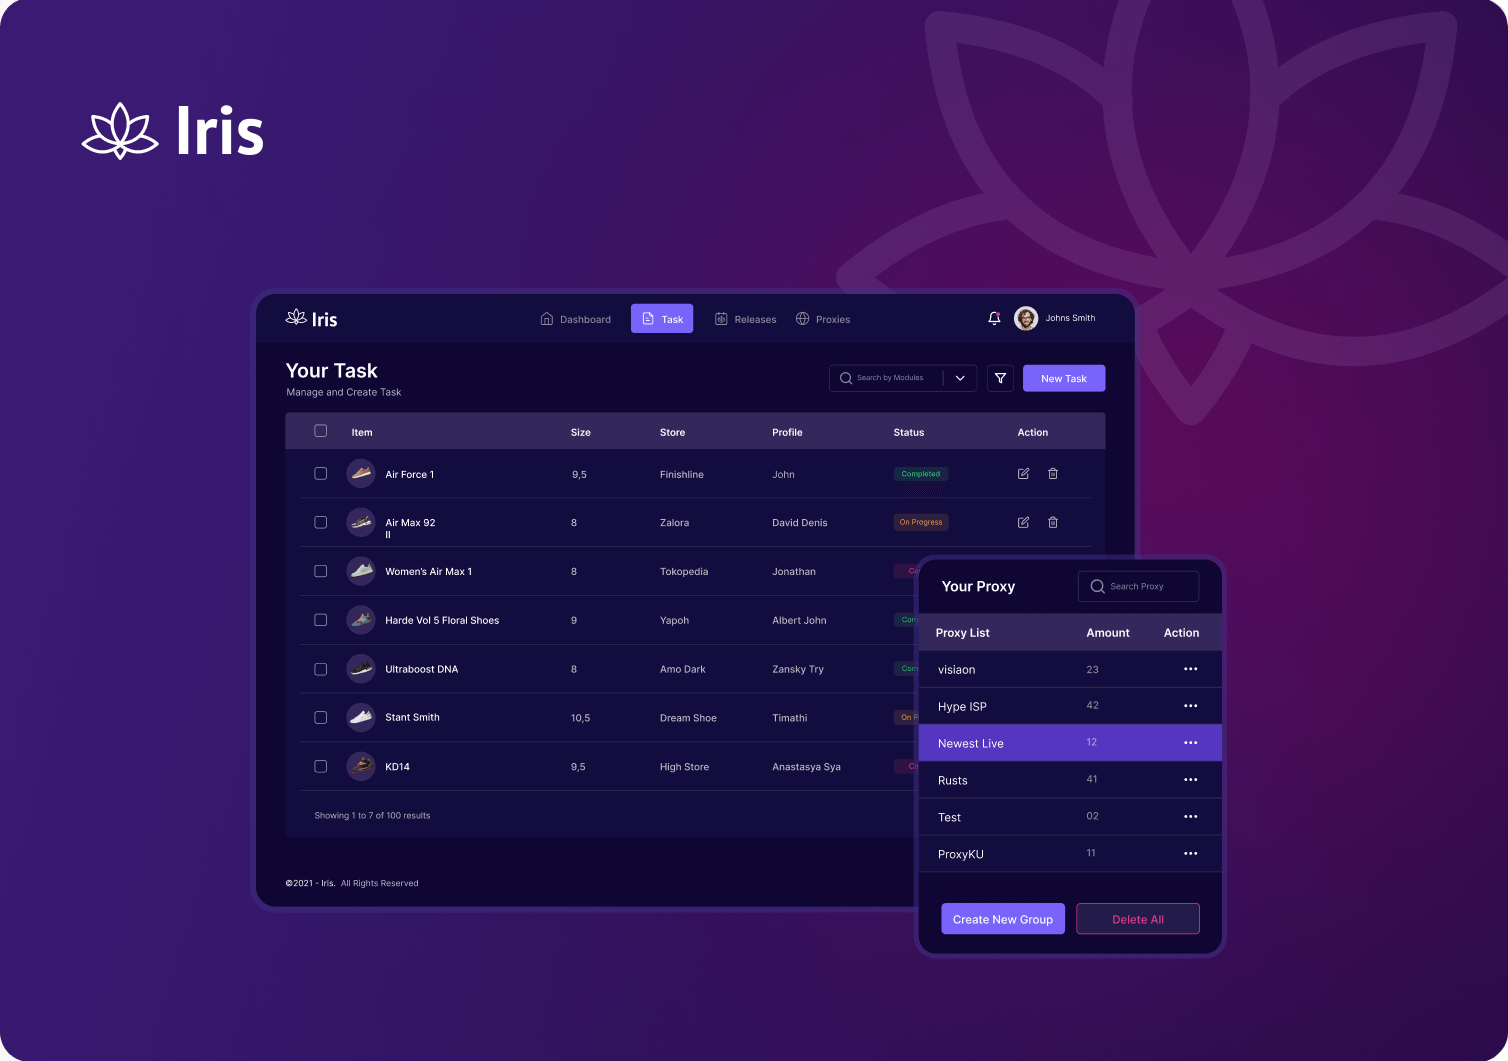 Iris
Iris
Dashboard
Task
Releases
Proxies
Johns Smith
Your Task
Manage and Create Task
Search by Modules
New Task
Item Size Store Profile Status Action
Air Force 1 9,5 Finishline John Completed
Air Max 92 8 Zalora David Denis On Progress
II
Women's Air Max 1 8 Tokopedia Jonathan
Harde Vol 5 Floral Shoes 9 Yapoh Albert John
Ultraboost DNA 8 Amo Dark Zansky Try
Stant Smith 10,5 Dream Shoe Timathi On
KD14 9,5 High Store Anastasya Sya
Showing 1 to 7 of 100 results
©2021 - Iris. All Rights Reserved
Your Proxy
Search Proxy
Proxy List Amount Action
visiaon 23
Hype ISP 42
Newest Live 12
Rusts 41
Test 02
ProxyKU 11
Create New Group
Delete All